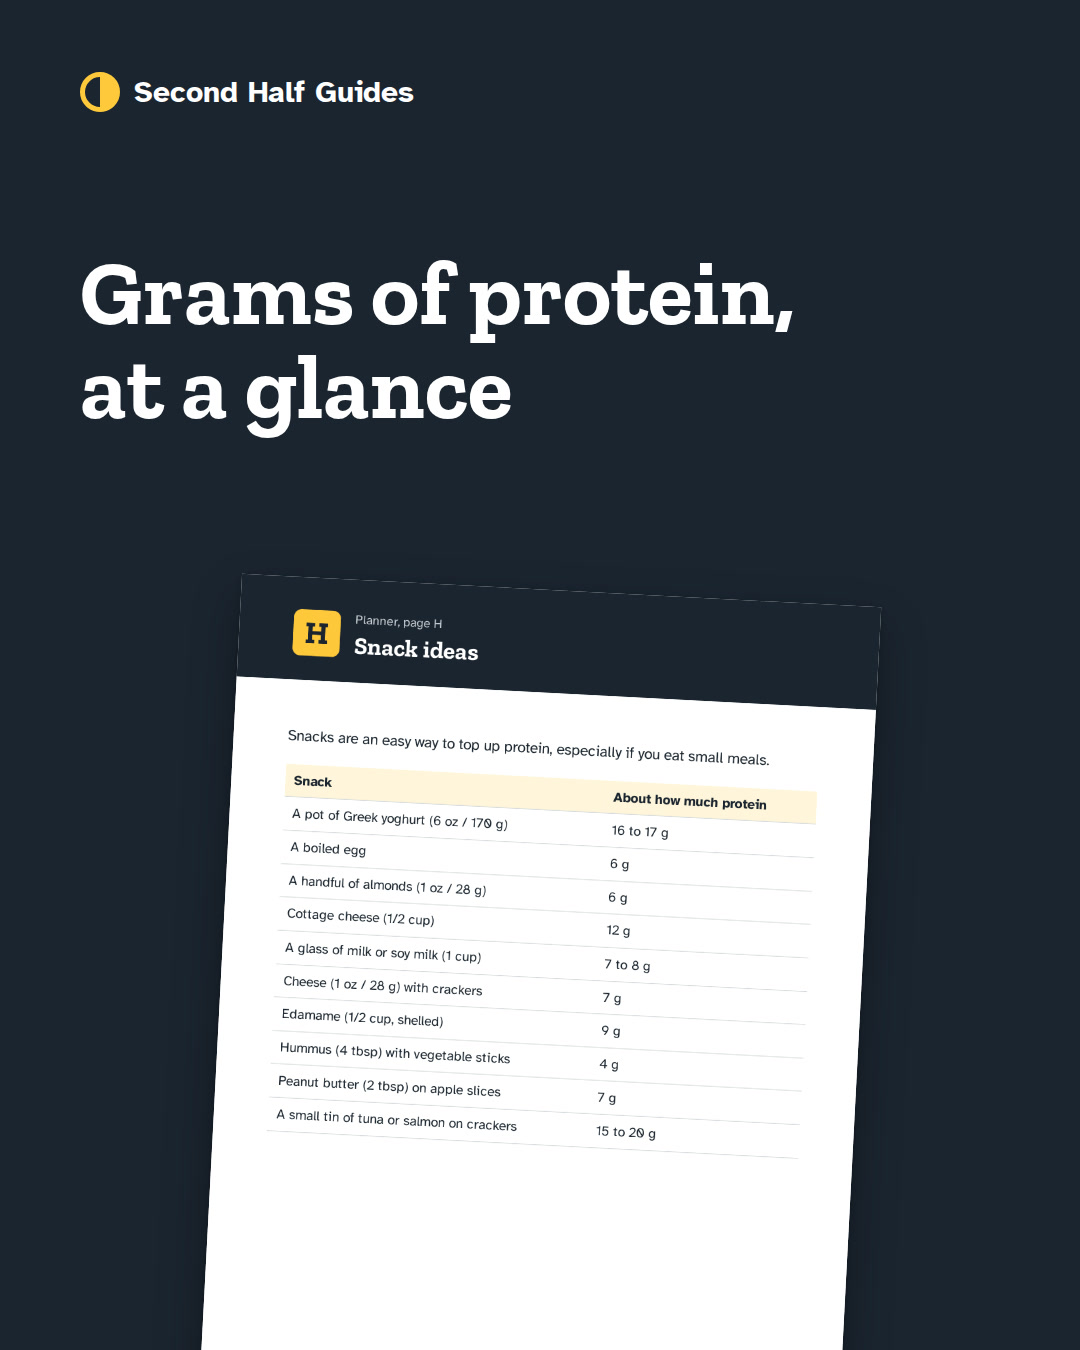 Second Half Guides
Grams of protein,
at a glance
H
Planner, page H
Snack ideas
Snacks are an easy way to top up protein, especially if you eat small meals.
Snack About how much protein
A pot of Greek yoghurt (6 oz / 170 g) 16 to 17 g
A boiled egg 6 g
A handful of almonds (1 oz / 28 g) 6 g
Cottage cheese (1/2 cup) 12 g
A glass of milk or soy milk (1 cup) 7 to 8 g
Cheese (1 oz / 28 g) with crackers 7 g
Edamame (1/2 cup, shelled) 9 g
Hummus (4 tbsp) with vegetable sticks 4 g
Peanut butter (2 tbsp) on apple slices 7 g
A small tin of tuna or salmon on crackers 15 to 20 g